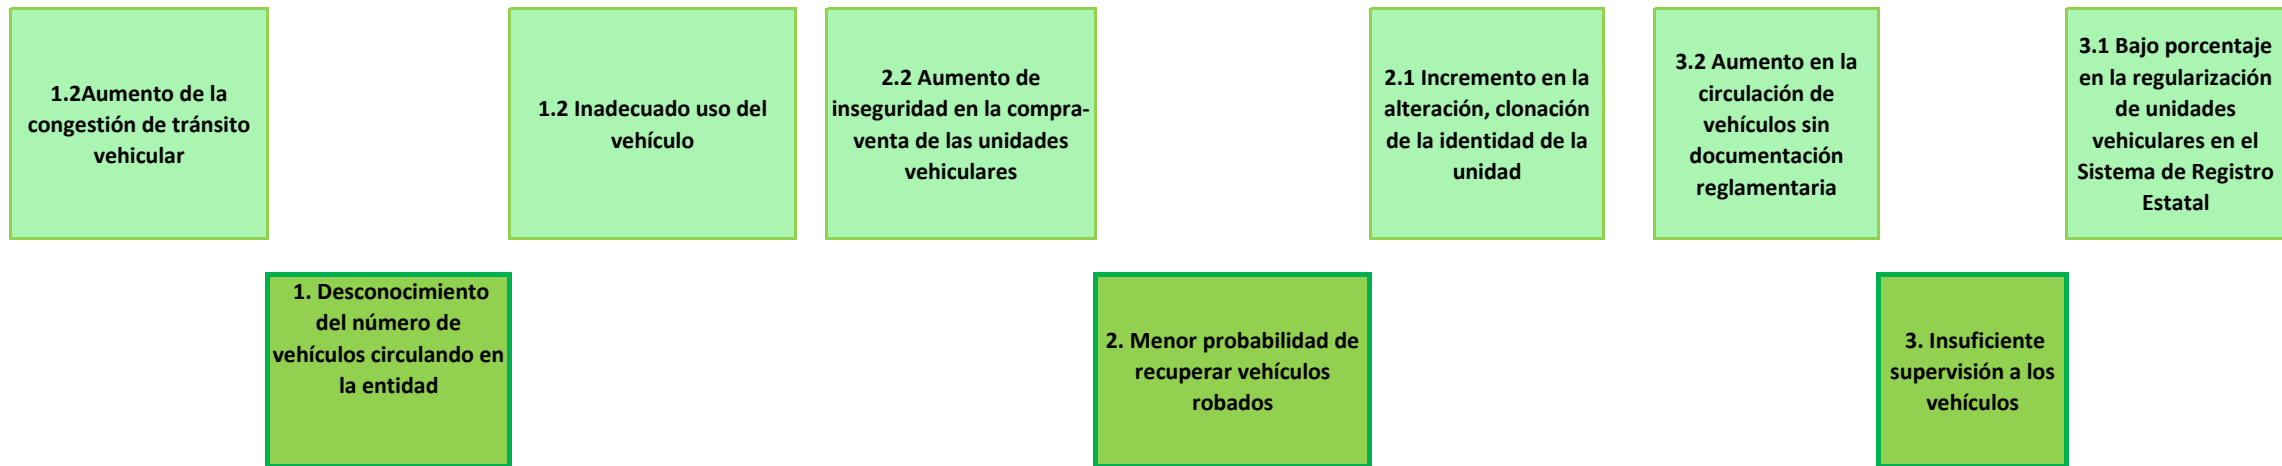 1.2Aumento de la
congestión de tránsito
vehicular
1.2 Inadecuado uso del
vehículo
2.2 Aumento de
inseguridad en la compra-
venta de las unidades
vehiculares
2.1 Incremento en la
alteración, clonación
de la identidad de la
unidad
3.2 Aumento en la
circulación de
vehículos sin
documentación
reglamentaria
3.1 Bajo porcentaje
en la regularización
de unidades
vehiculares en el
Sistema de Registro
Estatal
1. Desconocimiento
del número de
vehículos circulando en
la entidad
2. Menor probabilidad de
recuperar vehículos
robados
3. Insuficiente
supervisión a los
vehículos